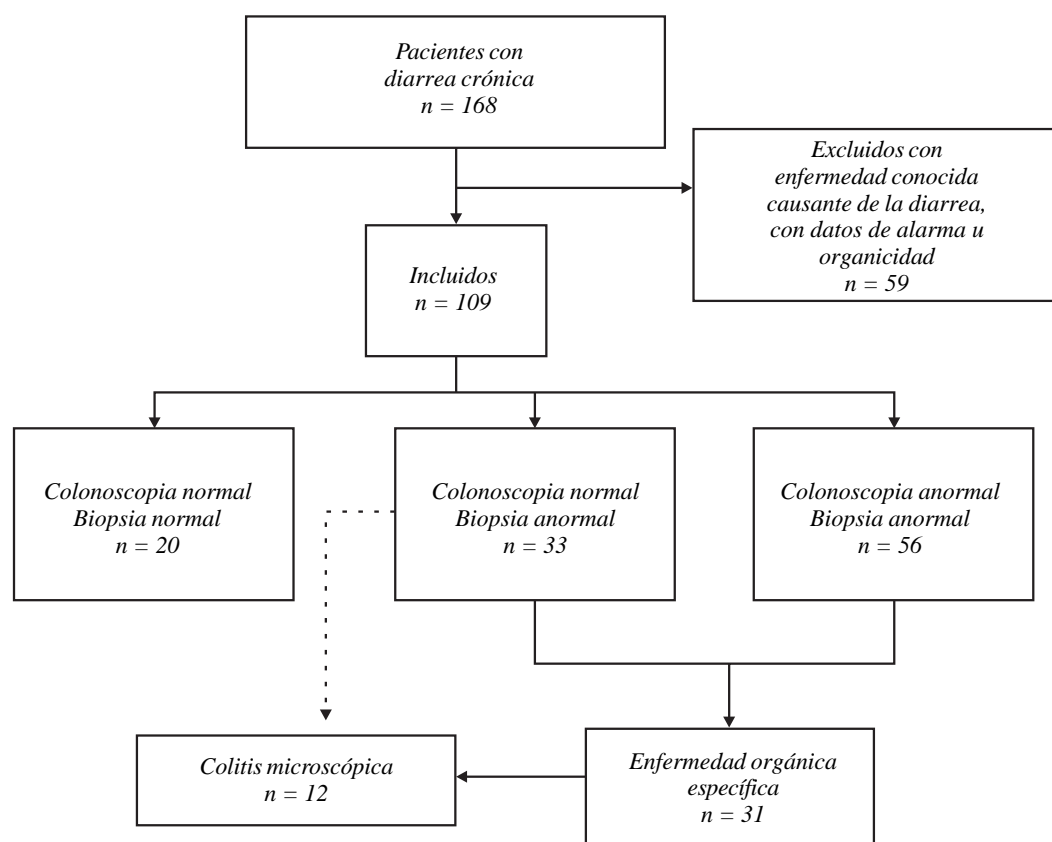 Pacientes con
diarrea crónica
n = 168
Excluidos con
enfermedad conocida
causante de la diarrea,
con datos de alarma u
organicidad
n = 59
Incluidos
n = 109
Colonoscopia normal
Biopsia normal
n = 20
Colonoscopia normal
Biopsia anormal
n = 33
Colonoscopia anormal
Biopsia anormal
n = 56
Colitis microscópica
n = 12
Enfermedad orgánica
específica
n = 31